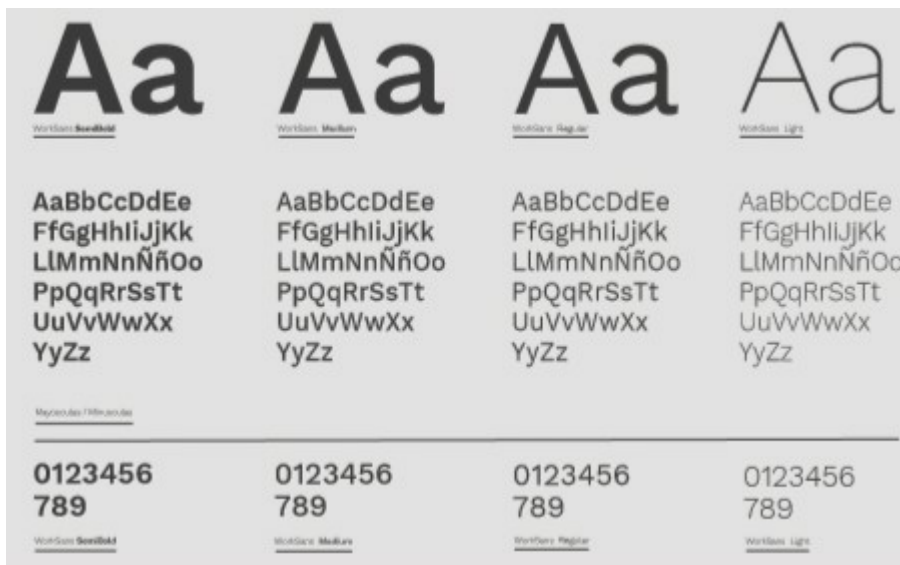 Aa
WorkSans SemiBold
AaBbCcDdEe
FfGgHhIiJjKk
LlMmNnÑñOo
PpQqRrSsTt
UuVvWwXx
YyZz
Mayúsculas / Minúsculas
0123456
789
WorkSans SemiBold
Aa
WorkSans Medium
AaBbCcDdEe
FfGgHhIiJjKk
LlMmNnÑñOo
PpQqRrSsTt
UuVvWwXx
YyZz
0123456
789
WorkSans Medium
Aa
WorkSans Regular
AaBbCcDdEe
FfGgHhIiJjKk
LlMmNnÑñOo
PpQqRrSsTt
UuVvWwXx
YyZz
0123456
789
WorkSans Regular
Aa
WorkSans Light
AaBbCcDdEe
FfGgHhIiJjKk
LlMmNnÑñOo
PpQqRrSsTt
UuVvWwXx
YyZz
0123456
789
WorkSans Light